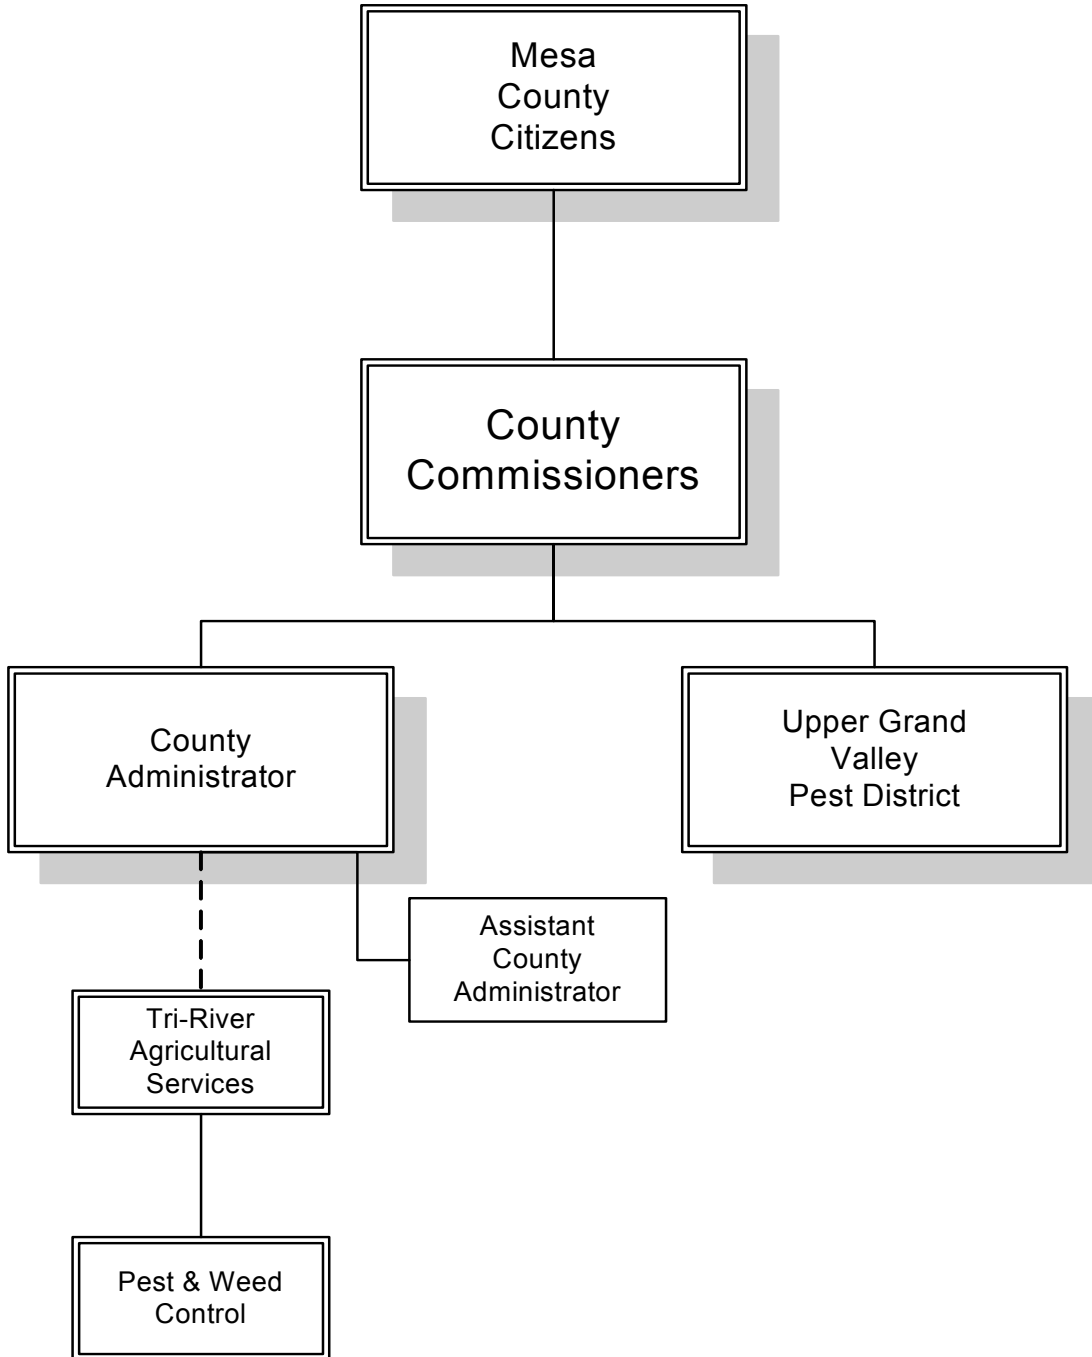 Mesa
County
Citizens
County
Commissioners
County
Administrator
Upper Grand
Valley
Pest District
Assistant
County
Administrator
Tri-River
Agricultural
Services
Pest & Weed
Control